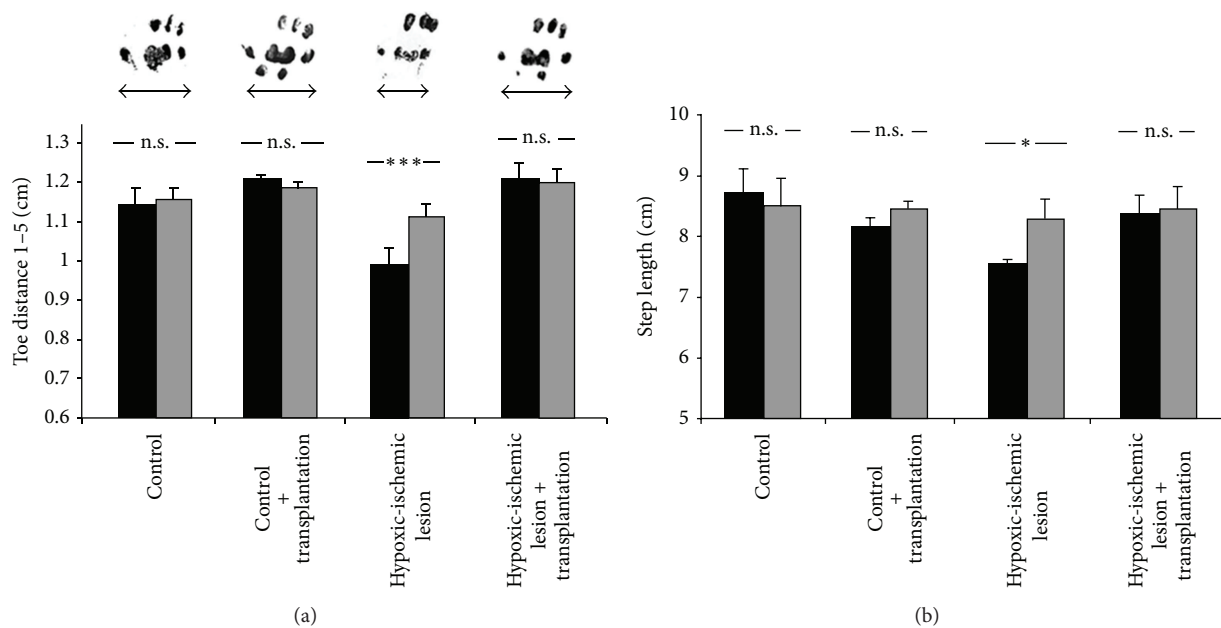 n.s.
n.s.
***
n.s.
Toe distance 1–5 (cm)
1.3
1.2
1.1
1
0.9
0.8
0.7
0.6
Control
Control
+
transplantation
Hypoxic-ischemic
lesion
Hypoxic-ischemic
lesion +
transplantation
(a)
n.s.
n.s.
*
n.s.
Step length (cm)
10
9
8
7
6
5
Control
Control
+
transplantation
Hypoxic-ischemic
lesion
Hypoxic-ischemic
lesion +
transplantation
(b)